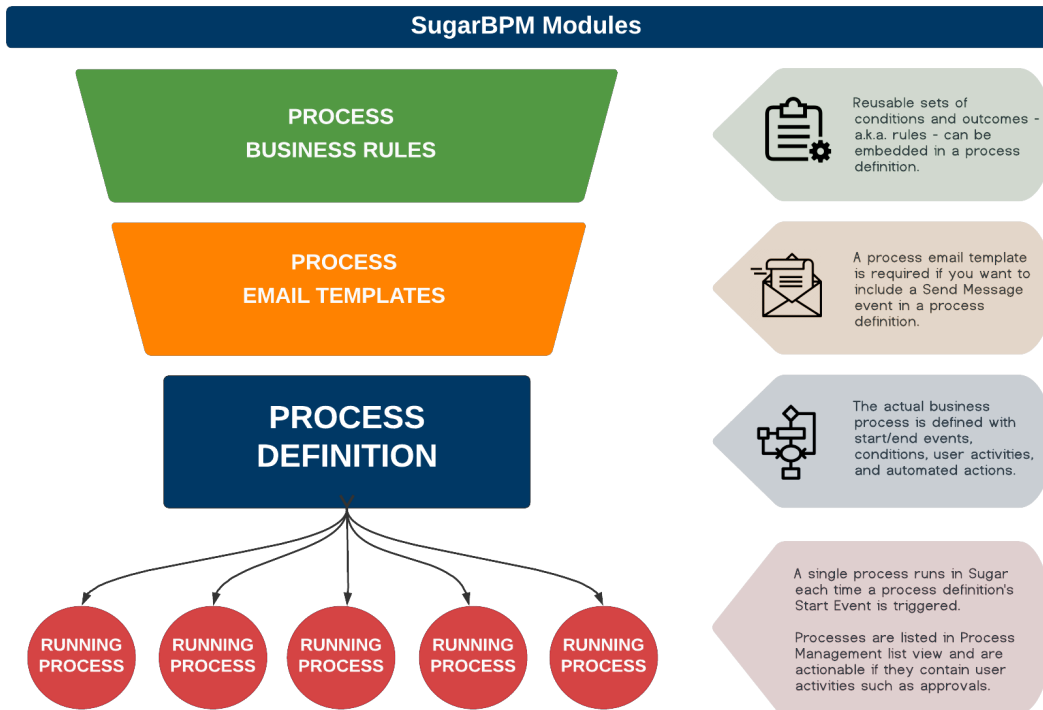 SugarBPM Modules
PROCESS
BUSINESS RULES
Reusable sets of
conditions and outcomes -
a.k.a. rules - can be
embedded in a process
definition.
PROCESS
EMAIL TEMPLATES
A process email template
is required if you want to
include a Send Message
event in a process
definition.
PROCESS
DEFINITION
The actual business
process is defined with
start/end events,
conditions, user activities,
and automated actions.
RUNNING
PROCESS
RUNNING
PROCESS
RUNNING
PROCESS
RUNNING
PROCESS
RUNNING
PROCESS
A single process runs in Sugar
each time a process definition's
Start Event is triggered.
Processes are listed in Process
Management list view and are
actionable if they contain user
activities such as approvals.